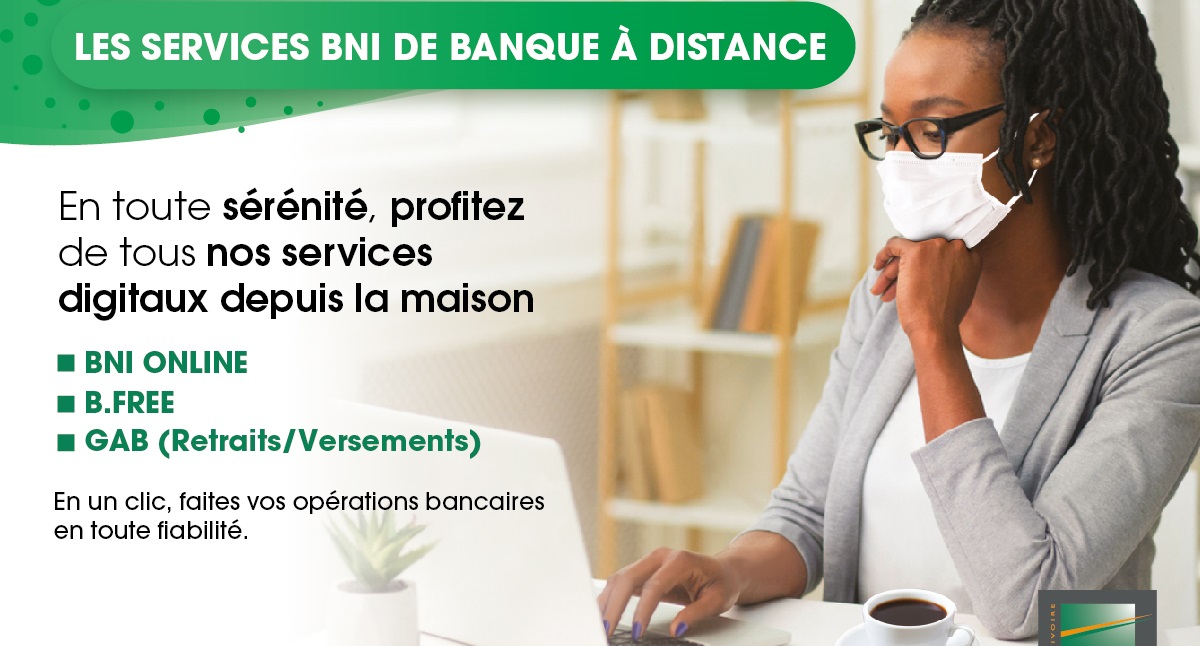 LES SERVICES BNI DE BANQUE À DISTANCE
En toute sérénité, profitez
de tous nos services
digitaux depuis la maison
■ BNI ONLINE
■ B.FREE
■ GAB (Retraits/Versements)
En un clic, faites vos opérations bancaires
en toute fiabilité.
IVOIRE